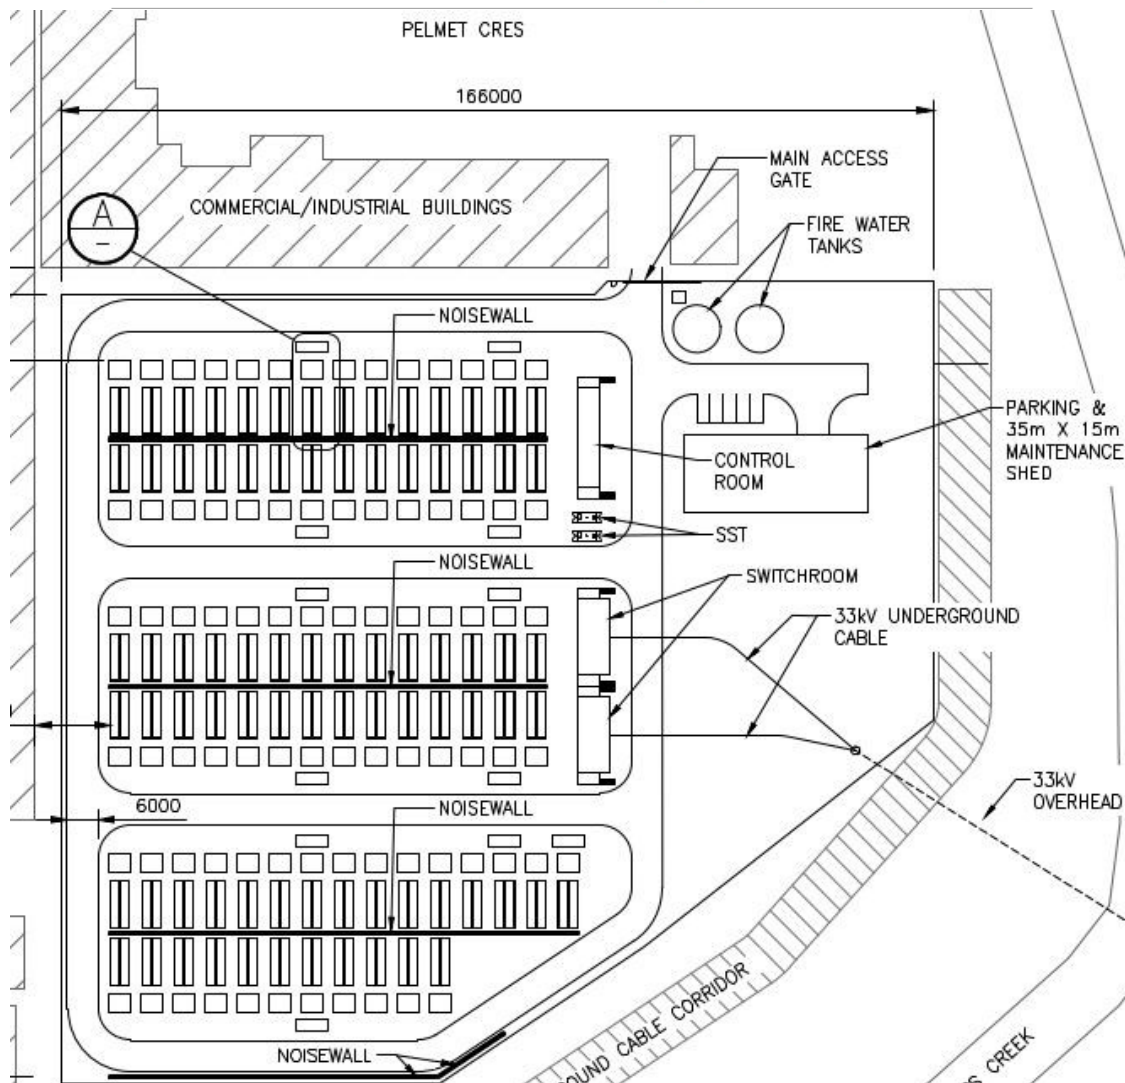 PELMET CRES
166000
MAIN ACCESS
GATE
A
–
COMMERCIAL/INDUSTRIAL BUILDINGS
FIRE WATER
TANKS
NOISEWALL
PARKING &
35m X 15m
MAINTENANCE
SHED
CONTROL
ROOM
SST
NOISEWALL
SWITCHROOM
33kV UNDERGROUND
CABLE
6000
NOISEWALL
33kV
OVERHEAD
CABLE CORRIDOR
NOISEWALL
CREEK